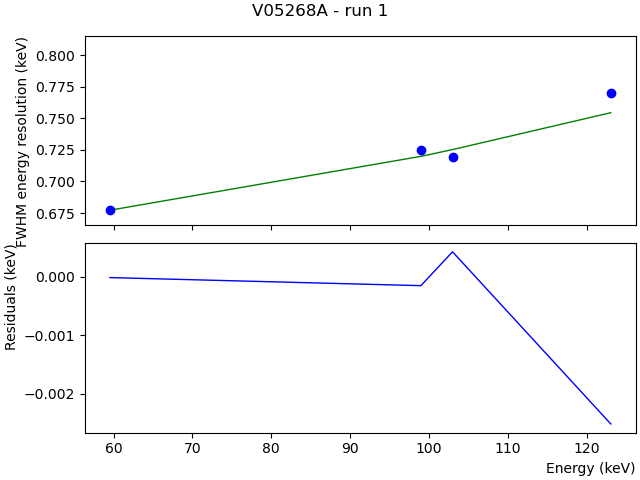 V05268A - run 1
FWHM energy resolution (keV)
0.800
0.775
0.750
0.725
0.700
0.675
Residuals (keV)
0.000
−0.001
−0.002
60 70 80 90 100 110 120
Energy (keV)